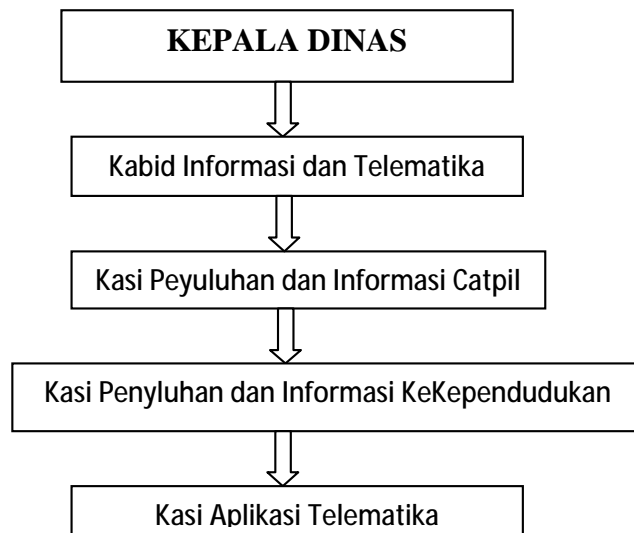 KEPALA DINAS
Kabid Informasi dan Telematika
Kasi Peyuluhan dan Informasi Catpil
Kasi Penyluhan dan Informasi KeKependudukan
Kasi Aplikasi Telematika